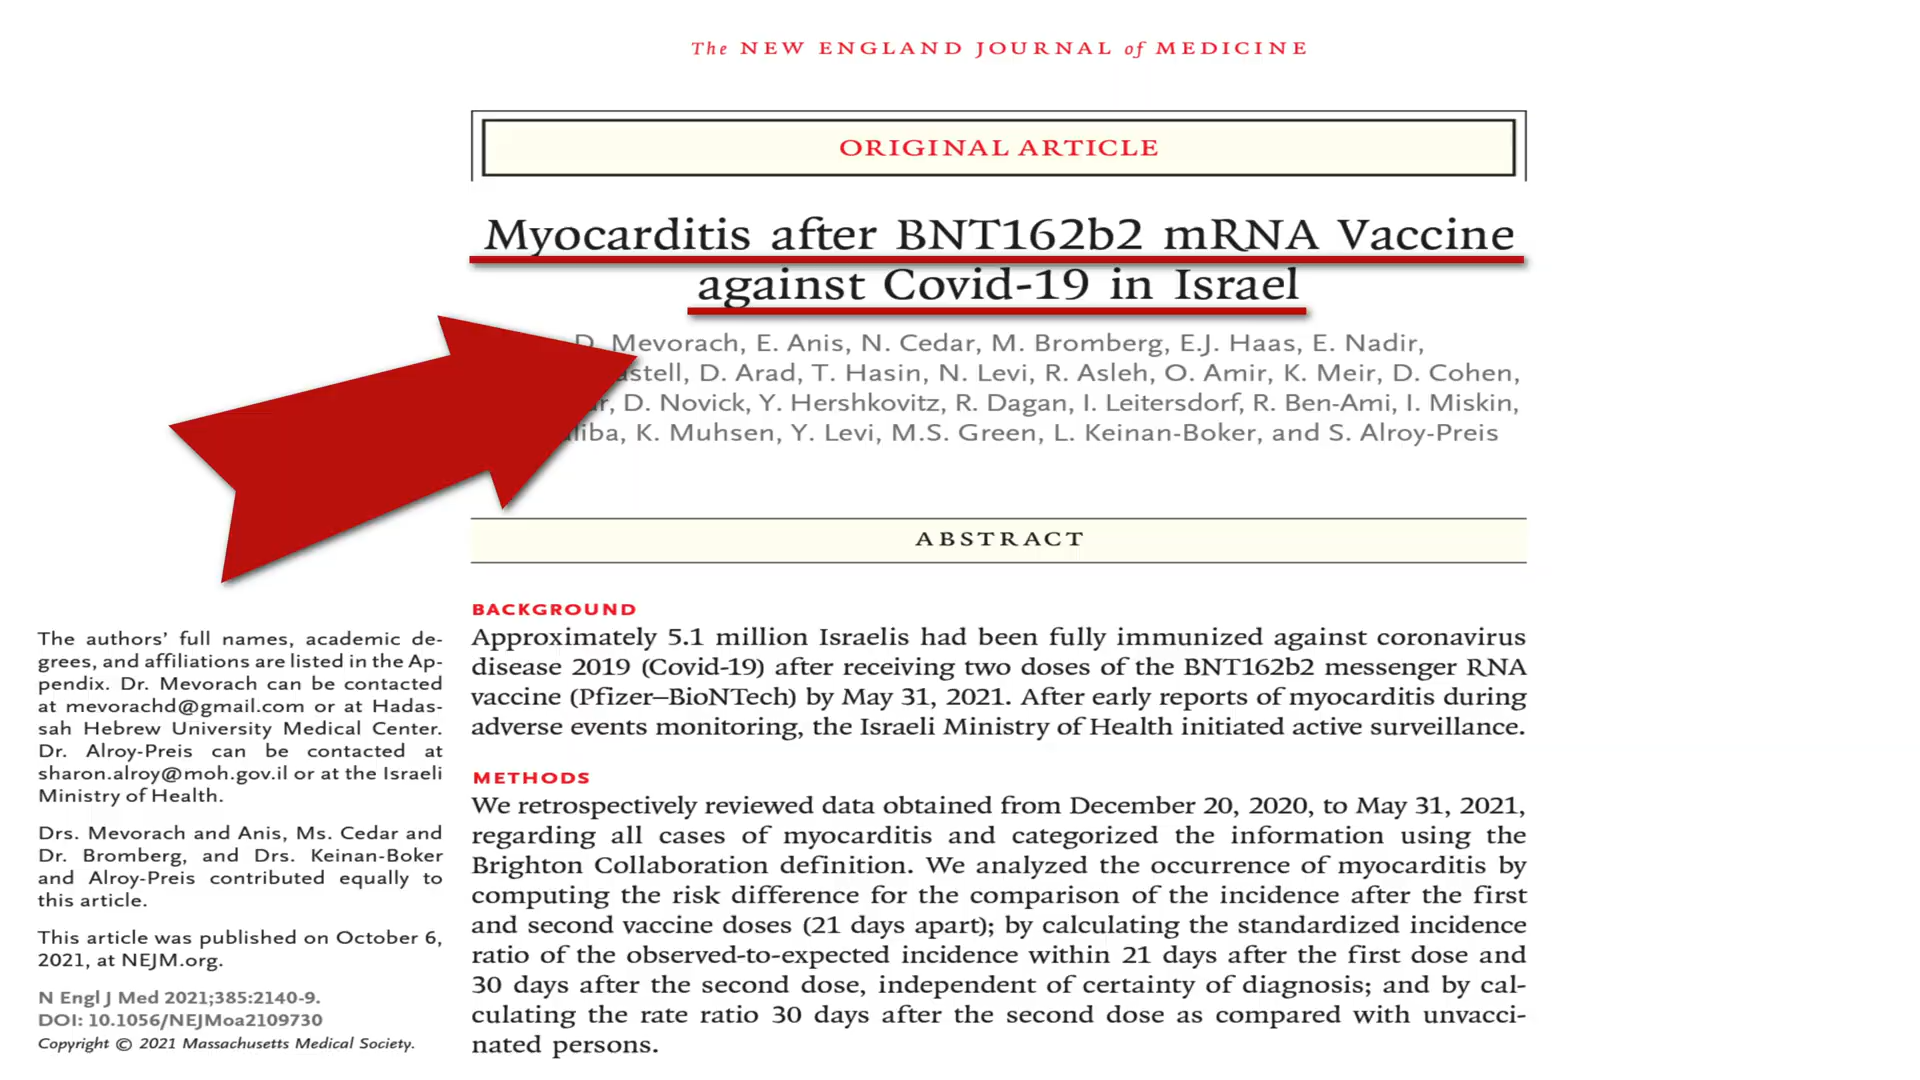 The NEW ENGLAND JOURNAL of MEDICINE
ORIGINAL ARTICLE
Myocarditis after BNT162b2 mRNA Vaccine
against Covid-19 in Israel
D. Mevorach, E. Anis, N. Cedar, M. Bromberg, E.J. Haas, E. Nadir,
D. Arad, T. Hasin, N. Levi, R. Asleh, O. Amir, K. Meir, D. Cohen,
D. Novick, Y. Hershkovitz, R. Dagan, I. Leitersdorf, R. Ben-Ami, I. Miskin,
K. Muhsen, Y. Levi, M.S. Green, L. Keinan-Boker, and S. Alroy-Preis
ABSTRACT
BACKGROUND
Approximately 5.1 million Israelis had been fully immunized against coronavirus
disease 2019 (Covid-19) after receiving two doses of the BNT162b2 messenger RNA
vaccine (Pfizer–BioNTech) by May 31, 2021. After early reports of myocarditis during
adverse events monitoring, the Israeli Ministry of Health initiated active surveillance.
METHODS
We retrospectively reviewed data obtained from December 20, 2020, to May 31, 2021,
regarding all cases of myocarditis and categorized the information using the
Brighton Collaboration definition. We analyzed the occurrence of myocarditis by
computing the risk difference for the comparison of the incidence after the first
and second vaccine doses (21 days apart); by calculating the standardized incidence
ratio of the observed-to-expected incidence within 21 days after the first dose and
30 days after the second dose, independent of certainty of diagnosis; and by cal-
culating the rate ratio 30 days after the second dose as compared with unvacci-
nated persons.
The authors' full names, academic de-
grees, and affiliations are listed in the Ap-
pendix. Dr. Mevorach can be contacted
at mevorachd@gmail.com or at Hadas-
sah Hebrew University Medical Center.
Dr. Alroy-Preis can be contacted at
sharon.alroy@moh.gov.il or at the Israeli
Ministry of Health.
Drs. Mevorach and Anis, Ms. Cedar and
Dr. Bromberg, and Drs. Keinan-Boker
and Alroy-Preis contributed equally to
this article.
This article was published on October 6,
2021, at NEJM.org.
N Engl J Med 2021;385:2140-9.
DOI: 10.1056/NEJMoa2109730
Copyright © 2021 Massachusetts Medical Society.